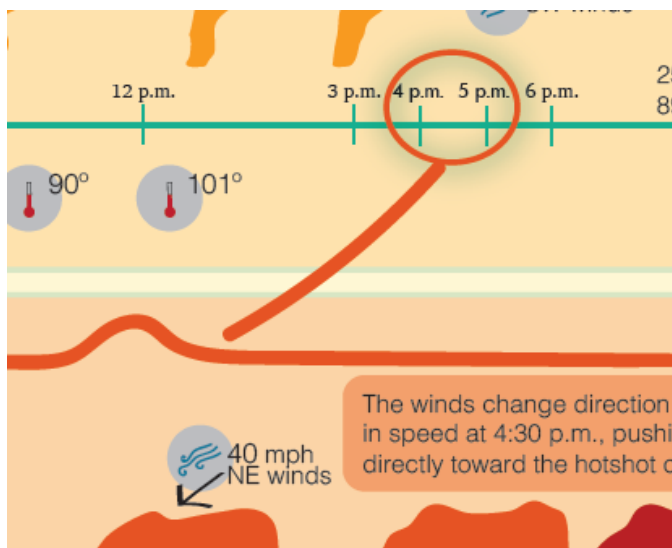 winds
12 p.m.
3 p.m.
4 p.m.
5 p.m.
6 p.m.
90°
101°
The winds change direction
in speed at 4:30 p.m.,
directly toward the hotshot
40 mph
NE winds